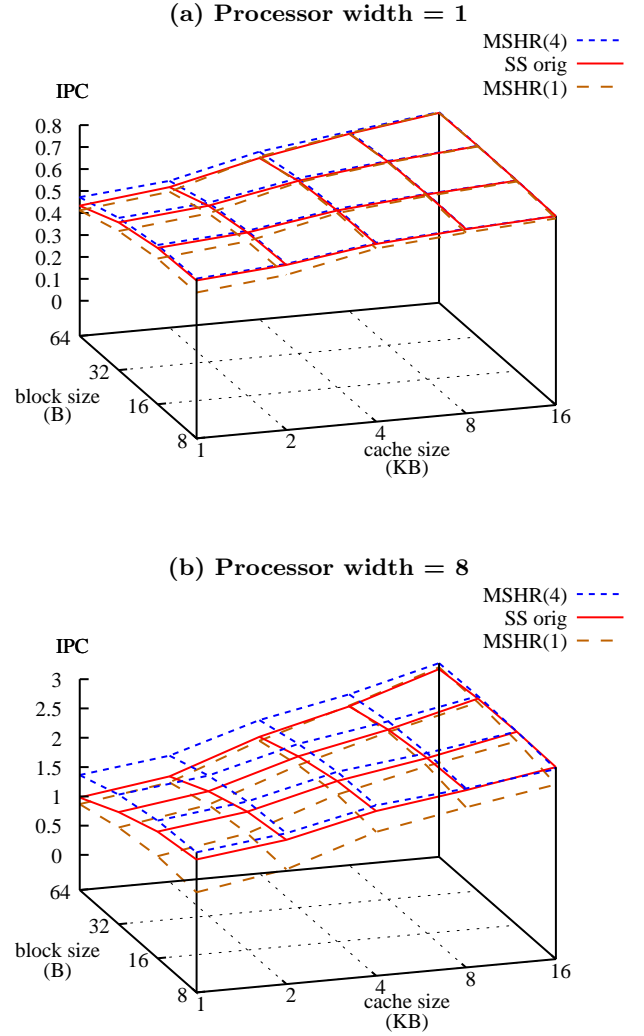 (a) Processor width = 1
MSHR(4)
SS orig
MSHR(1)
IPC
0.8
0.7
0.6
0.5
0.4
0.3
0.2
0.1
0
64
32
16
8
block size
(B)
1
2
4
8
16
cache size
(KB)
(b) Processor width = 8
MSHR(4)
SS orig
MSHR(1)
IPC
3
2.5
2
1.5
1
0.5
0
64
32
16
8
block size
(B)
1
2
4
8
16
cache size
(KB)